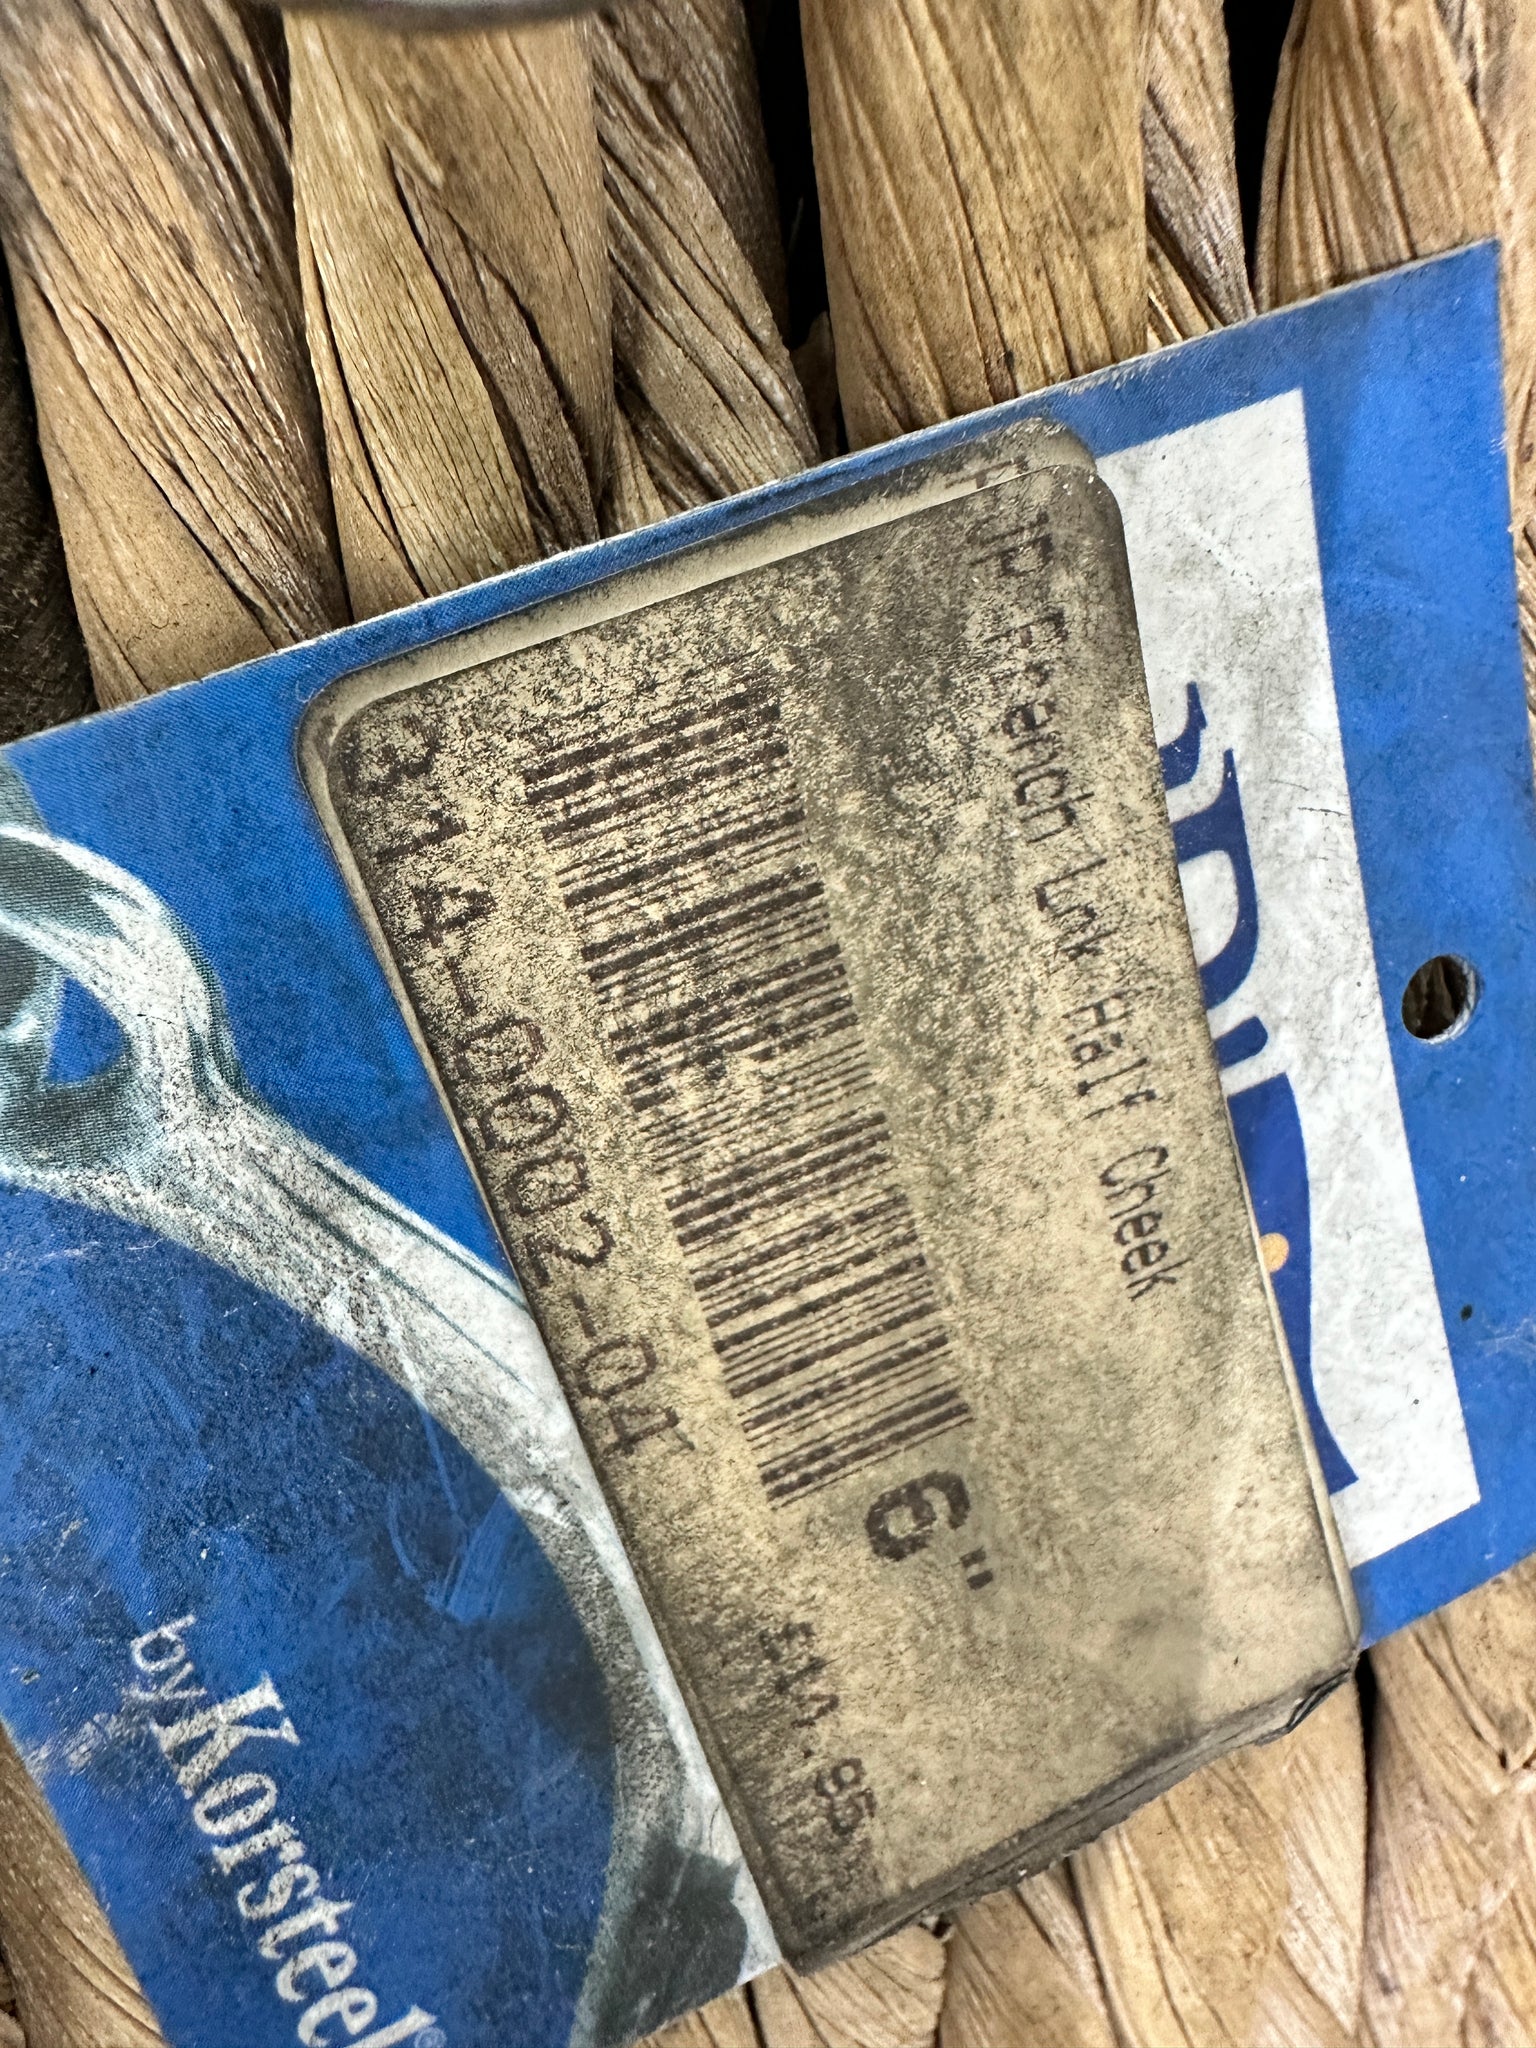 JP French Lnk Half Cheek
6"
314-0002-04
by Korsteel®